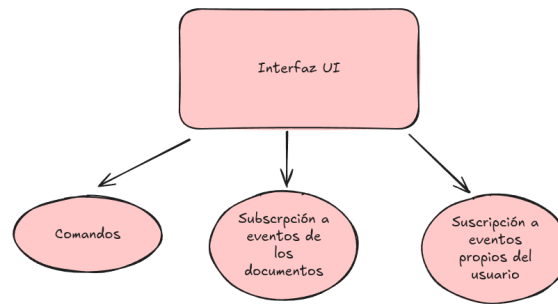 Interfaz UI
Comandos
Subscrpción a
eventos de
los
documentos
Suscripción a
eventos
propios del
usuario